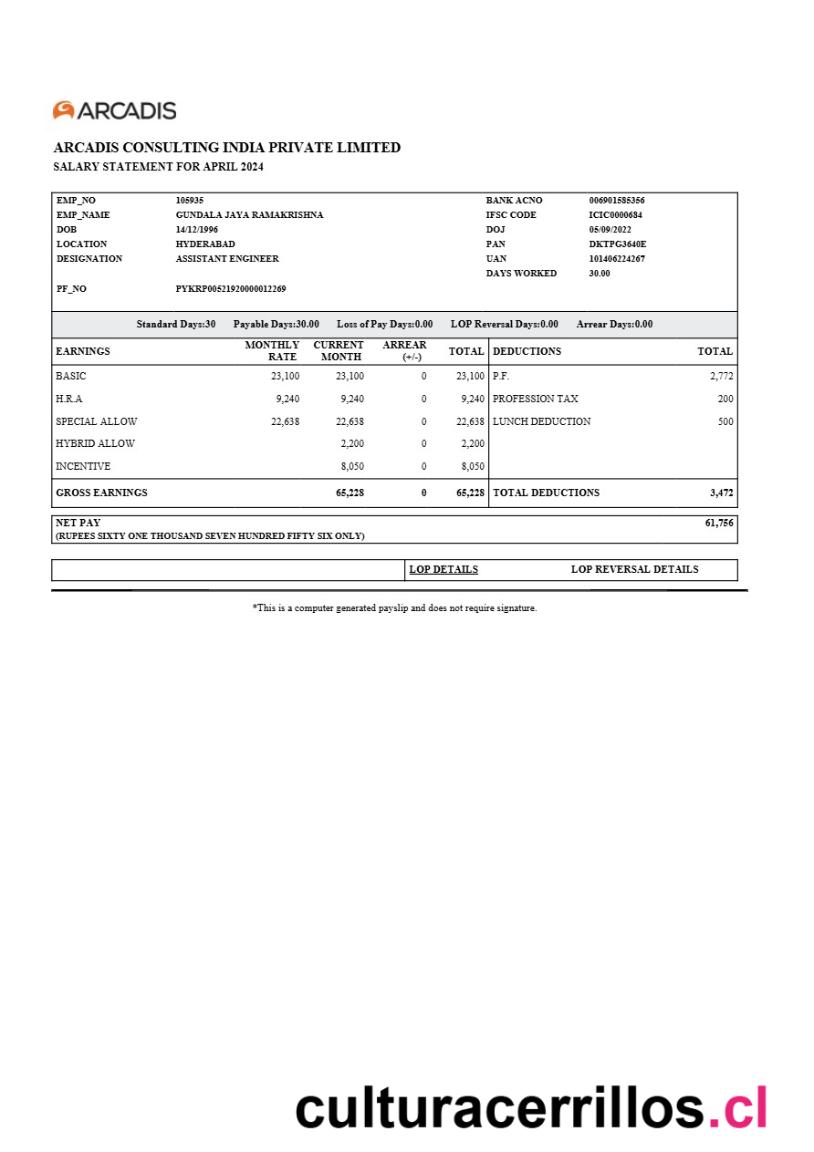 ARCADIS
ARCADIS CONSULTING INDIA PRIVATE LIMITED
SALARY STATEMENT FOR APRIL 2024
EMP_NO 105935 BANK ACNO 006901585356
EMP_NAME GUNDALA JAYA RAMAKRISHNA IFSC CODE ICIC0000684
DOB 14/12/1996 DOJ 05/09/2022
LOCATION HYDERABAD PAN DKTPG3640E
DESIGNATION ASSISTANT ENGINEER UAN 101406224267
DAYS WORKED 30.00
PF_NO PYKRP00521920000012269
Standard Days:30 Payable Days:30.00 Loss of Pay Days:0.00 LOP Reversal Days:0.00 Arrear Days:0.00
EARNINGS MONTHLY RATE CURRENT MONTH ARREAR (+/-) TOTAL DEDUCTIONS TOTAL
BASIC 23,100 23,100 0 23,100 P.F. 2,772
H.R.A 9,240 9,240 0 9,240 PROFESSION TAX 200
SPECIAL ALLOW 22,638 22,638 0 22,638 LUNCH DEDUCTION 500
HYBRID ALLOW 2,200 0 2,200
INCENTIVE 8,050 0 8,050
GROSS EARNINGS 65,228 0 65,228 TOTAL DEDUCTIONS 3,472
NET PAY 61,756
(RUPEES SIXTY ONE THOUSAND SEVEN HUNDRED FIFTY SIX ONLY)
LOP DETAILS LOP REVERSAL DETAILS
*This is a computer generated payslip and does not require signature.
culturacerrillos.cl